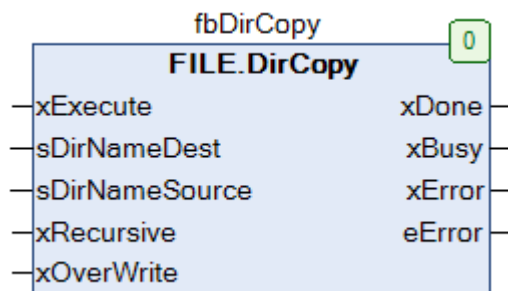 fbDirCopy
0
FILE.DirCopy
xExecute xDone
sDirNameDest xBusy
sDirNameSource xError
xRecursive eError
xOverWrite